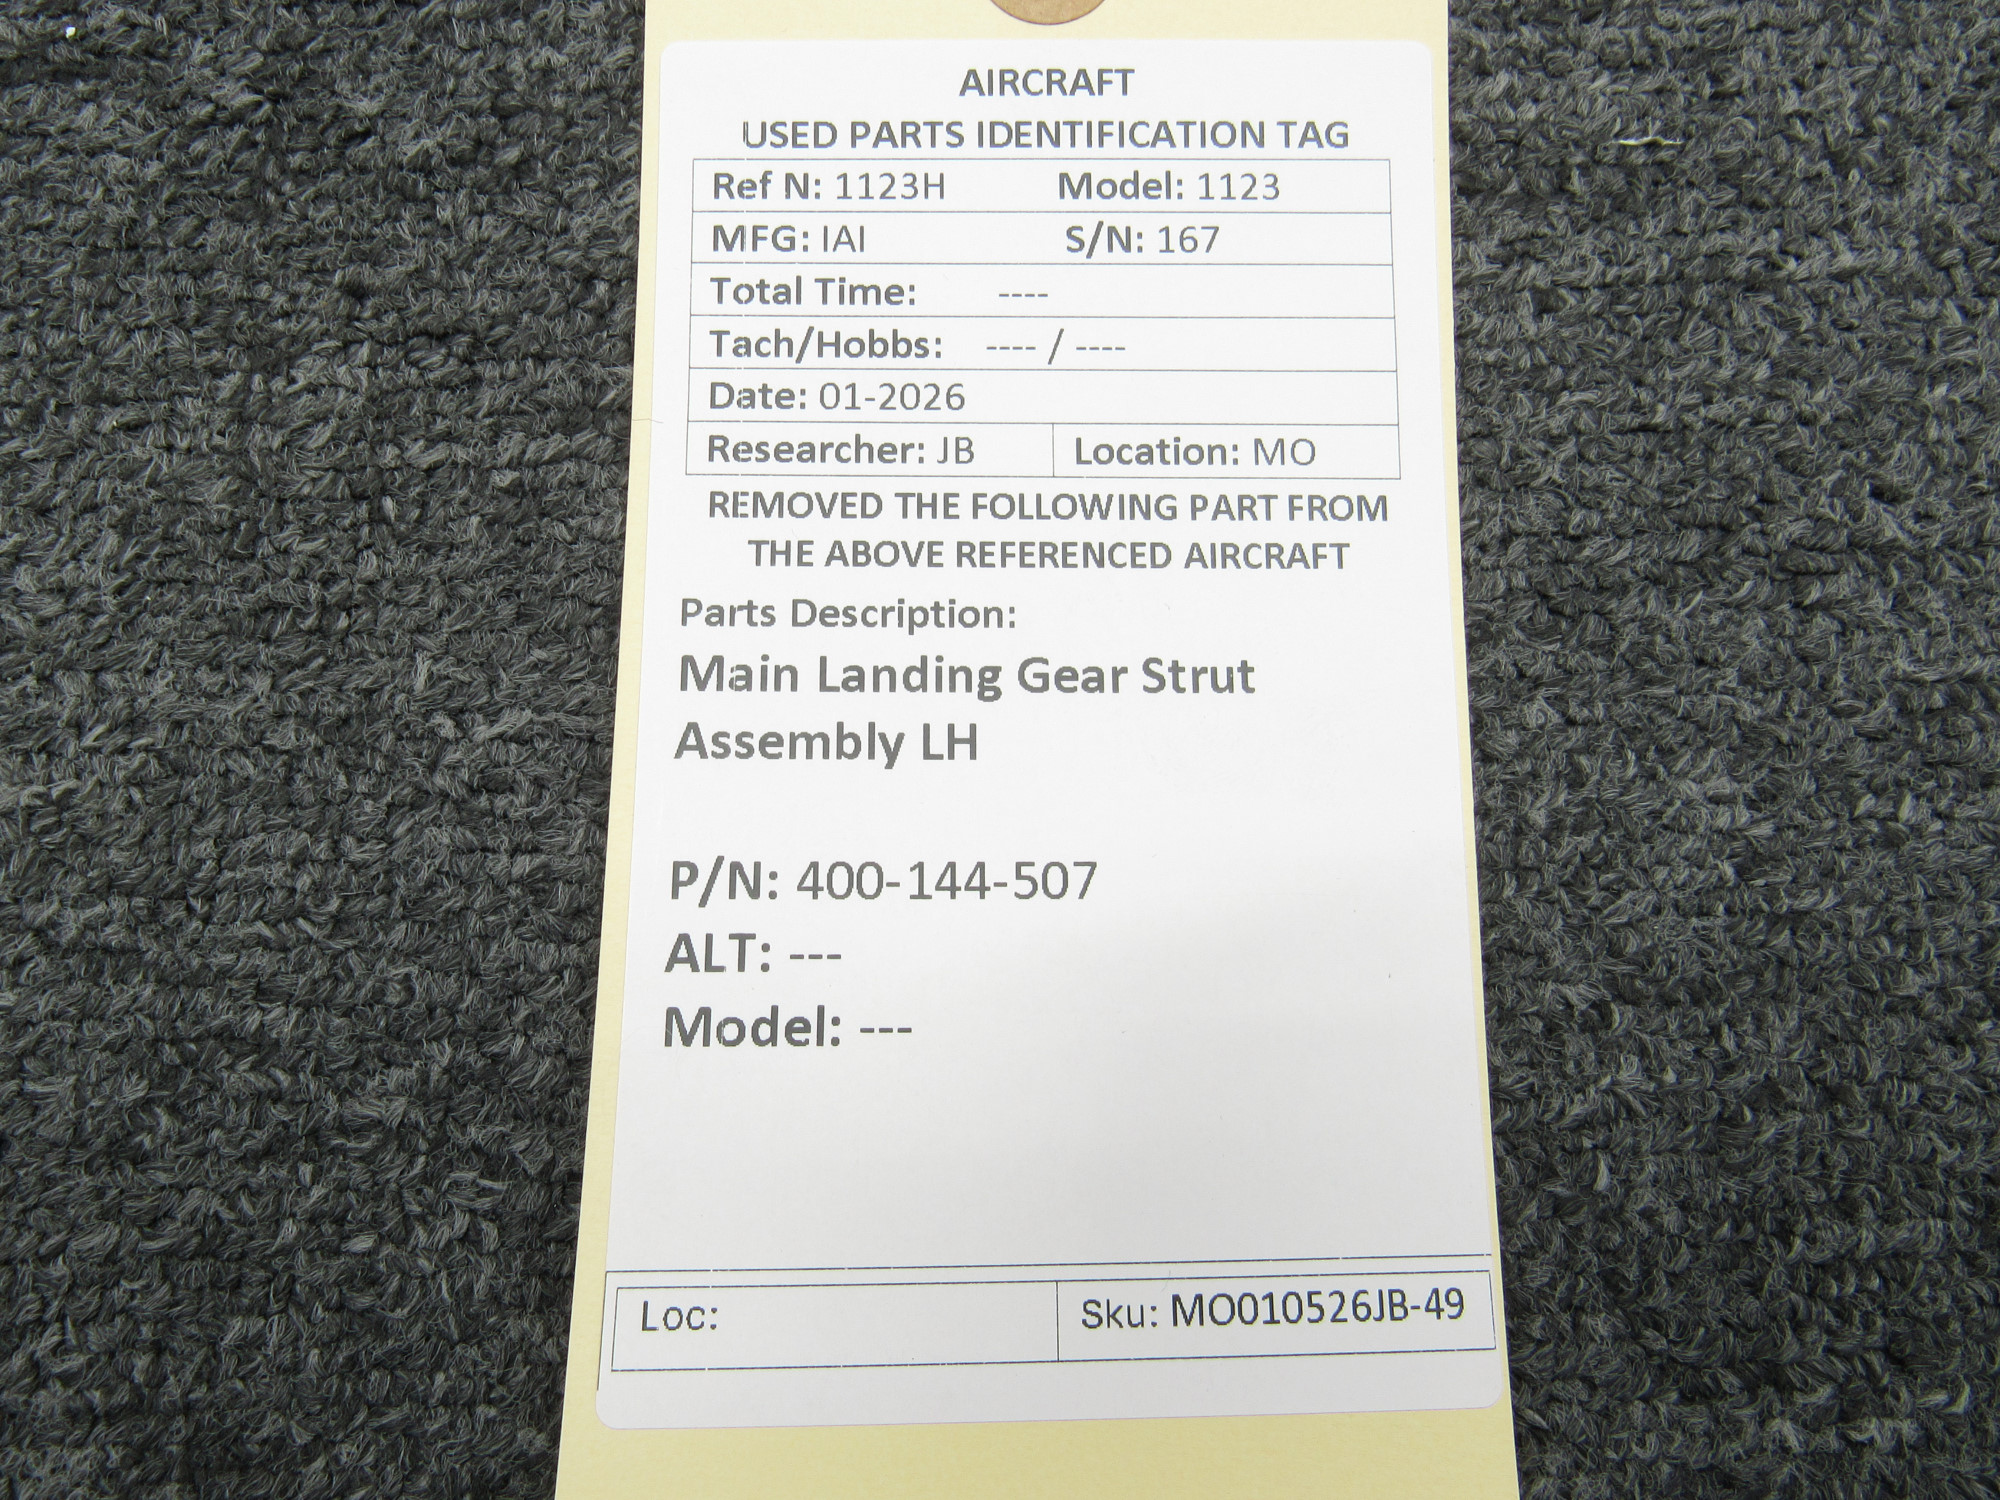 AIRCRAFT
USED PARTS IDENTIFICATION TAG
Ref N: 1123H Model: 1123
MFG: IAI S/N: 167
Total Time: ----
Tach/Hobbs: ---- / ----
Date: 01-2026
Researcher: JB Location: MO
REMOVED THE FOLLOWING PART FROM
THE ABOVE REFERENCED AIRCRAFT
Parts Description:
Main Landing Gear Strut
Assembly LH
P/N: 400-144-507
ALT: ---
Model: ---
Loc: Sku: MO010526JB-49